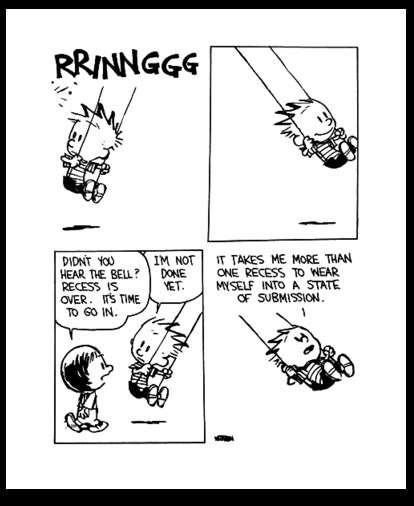 RRINNGGG
DIDN'T YOU
HEAR THE BELL?
RECESS IS
OVER. IT'S TIME
TO GO IN.
I'M NOT
DONE
YET.
IT TAKES ME MORE THAN
ONE RECESS TO WEAR
MYSELF INTO A STATE
OF SUBMISSION.